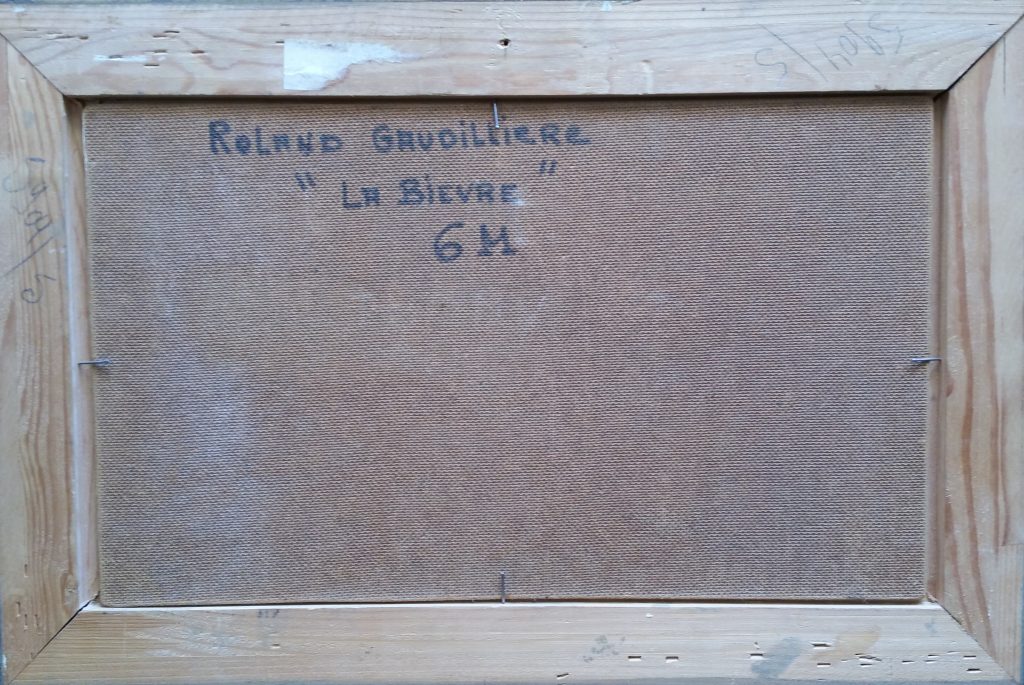 Roland Gaudilliere
" La Bievre "
6 M